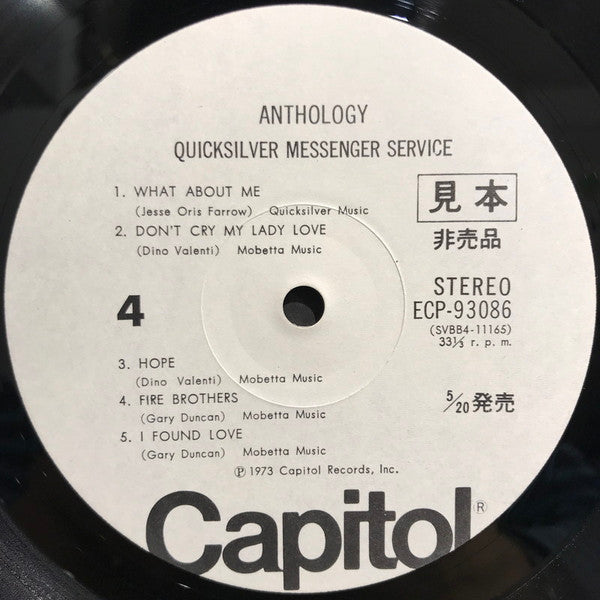 ANTHOLOGY
QUICKSILVER MESSENGER SERVICE
1. WHAT ABOUT ME
(Jesse Oris Farrow) Quicksilver Music
2. DON'T CRY MY LADY LOVE
(Dino Valenti) Mobetta Music
見本
非売品
4
STEREO
ECP-93086
(SVBB4-11165)
33⅓ r. p. m.
3. HOPE
(Dino Valenti) Mobetta Music
4. FIRE BROTHERS
(Gary Duncan) Mobetta Music
5. I FOUND LOVE
(Gary Duncan) Mobetta Music
5/20発売
Ⓟ1973 Capitol Records, Inc.
Capitol®